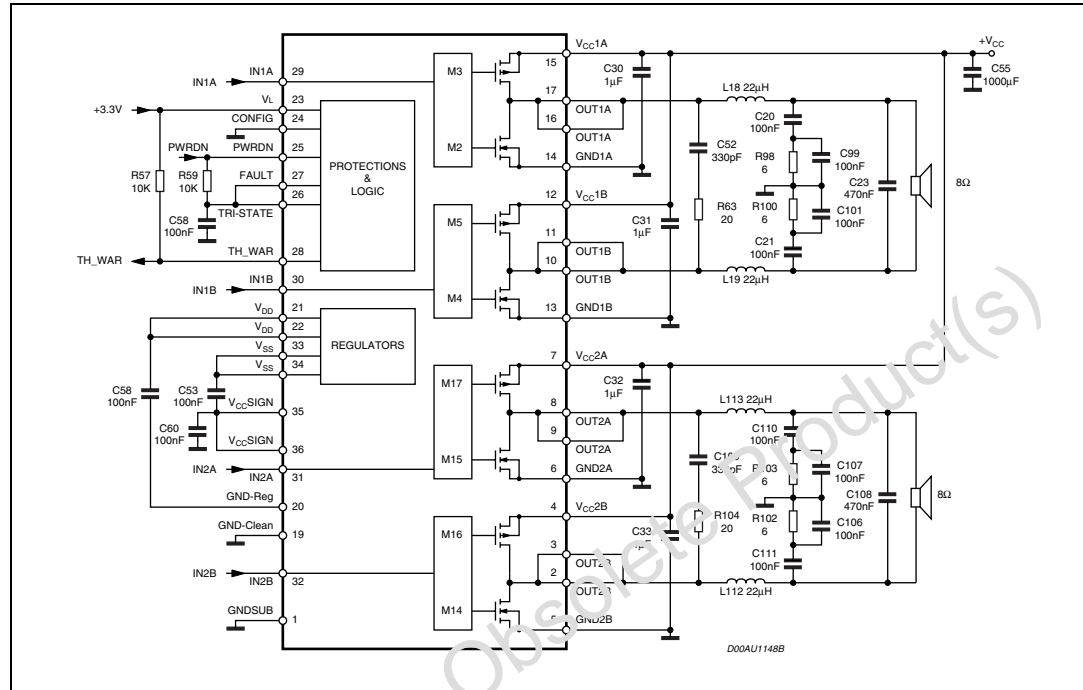 VCC1A
+VCC
IN1A
IN1A
29
15
C30
1µF
C55
1000µF
M3
+3.3V
VL
23
17
OUT1A
L18 22µH
CONFIG
24
16
OUT1A
C20
100nF
PWRDN
PWRDN
25
M2
14
GND1A
C52
330pF
R98
6
C99
100nF
R57
10K
R59
10K
FAULT
27
PROTECTIONS
&
LOGIC
26
TRI-STATE
12
VCC1B
C23
470nF
8Ω
C58
100nF
M5
C31
1µF
R63
20
R100
6
C101
100nF
11
OUT1B
C21
100nF
TH_WAR
TH_WAR
28
10
OUT1B
L19 22µH
IN1B
IN1B
30
M4
13
GND1B
VDD
21
VDD
22
REGULATORS
VSS
33
VSS
34
7
VCC2A
C58
100nF
C53
100nF
M17
C32
1µF
VCCSIGN
35
8
OUT2A
L113 22µH
C60
100nF
9
OUT2A
C110
100nF
VCCSIGN
36
M15
6
GND2A
R103
6
C107
100nF
IN2A
IN2A
31
GND-Reg
20
4
VCC2B
C108
470nF
8Ω
GND-Clean
19
M16
C33
1µF
R104
20
R102
6
C106
100nF
3
OUT2B
C111
100nF
IN2B
IN2B
32
2
OUT2B
L112 22µH
M14
GNDSUB
1
GND2B
D00AU1148B
Obsolete Product(s)